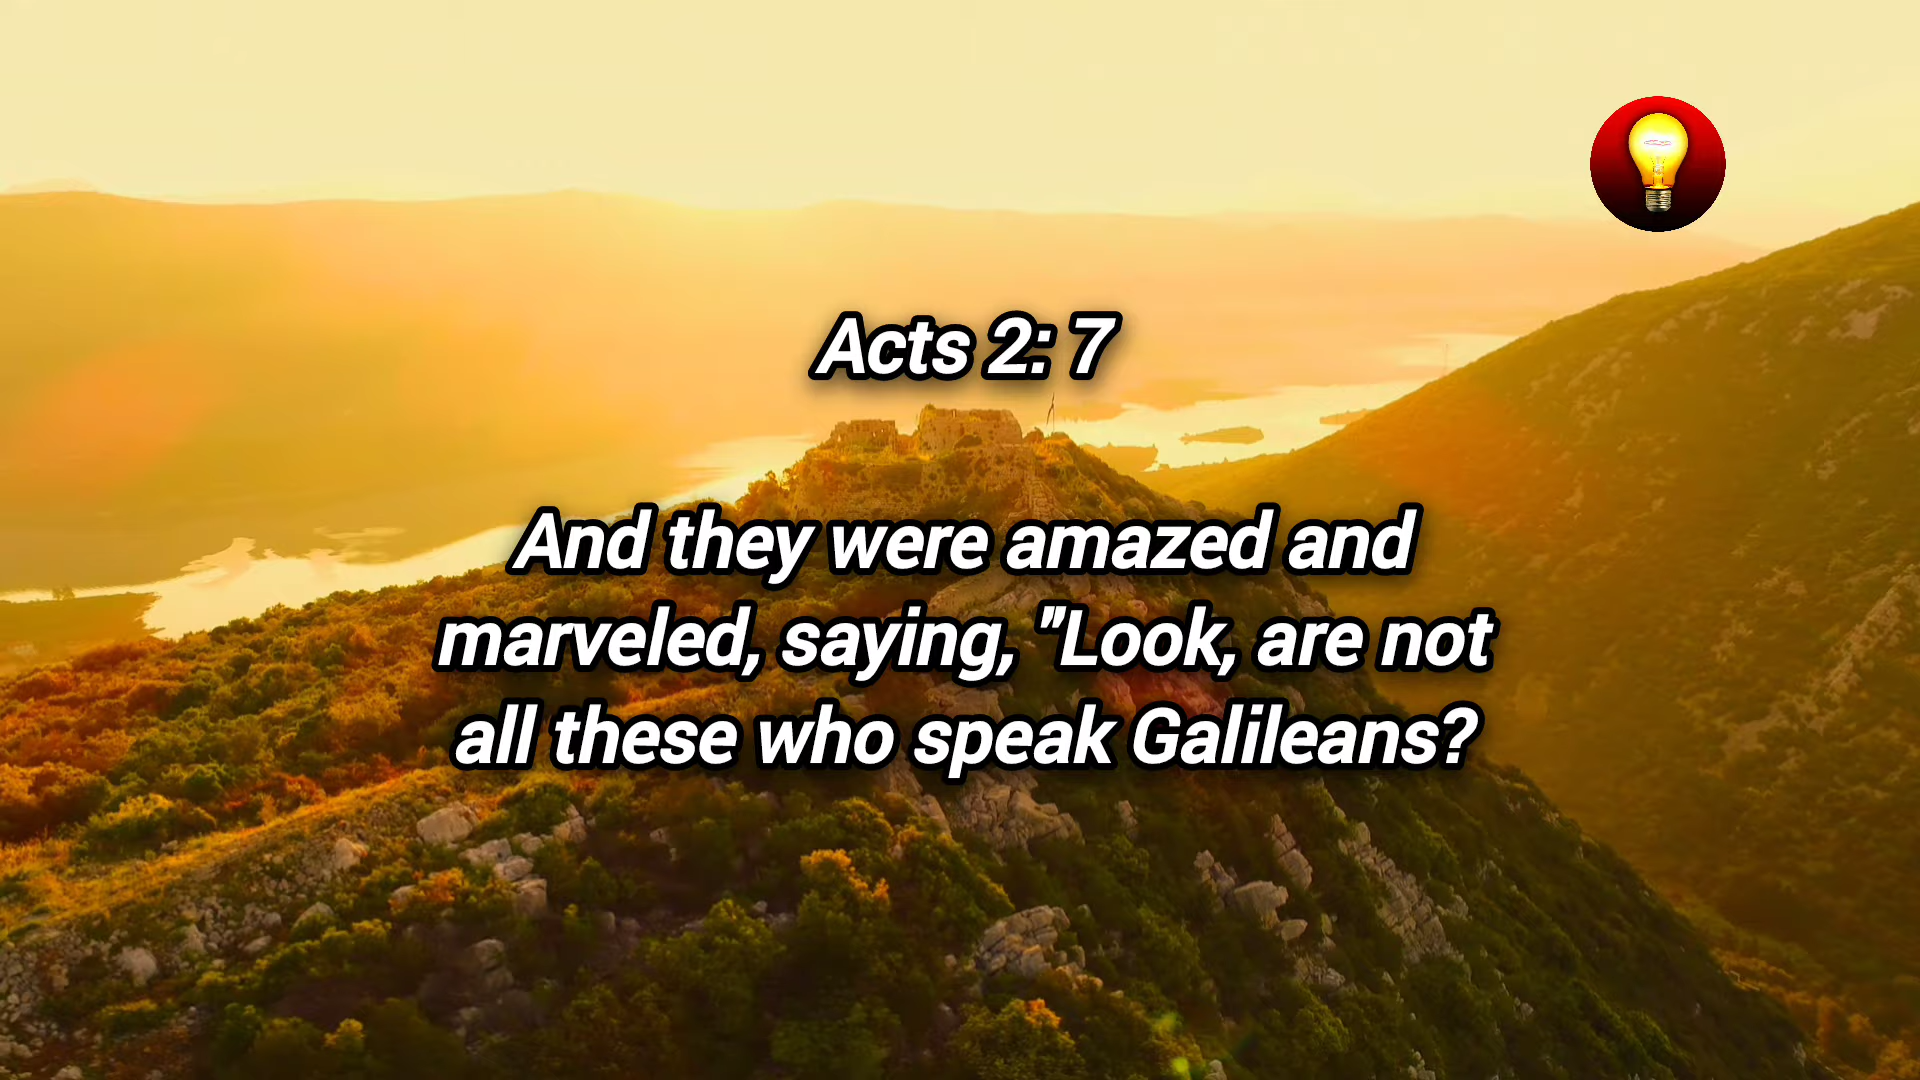 Acts 2: 7
And they were amazed and
marveled, saying, "Look, are not
all these who speak Galileans?